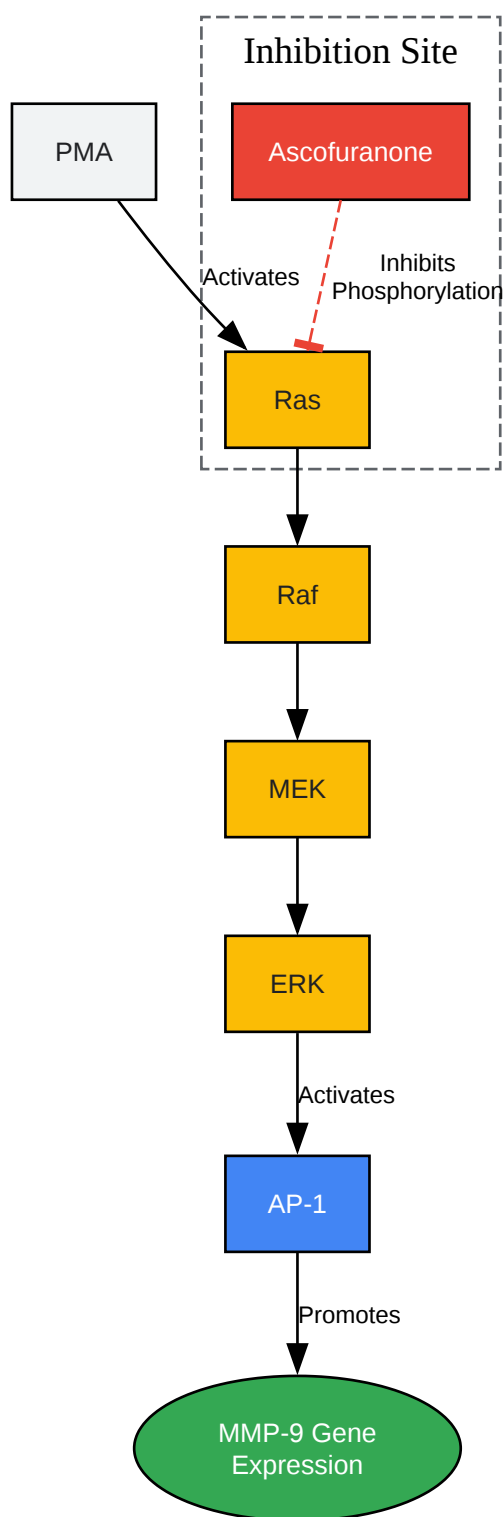 Inhibition Site
PMA
Ascofuranone
Activates
Inhibits
Phosphorylation
Ras
Raf
MEK
ERK
Activates
AP-1
Promotes
MMP-9 Gene
Expression